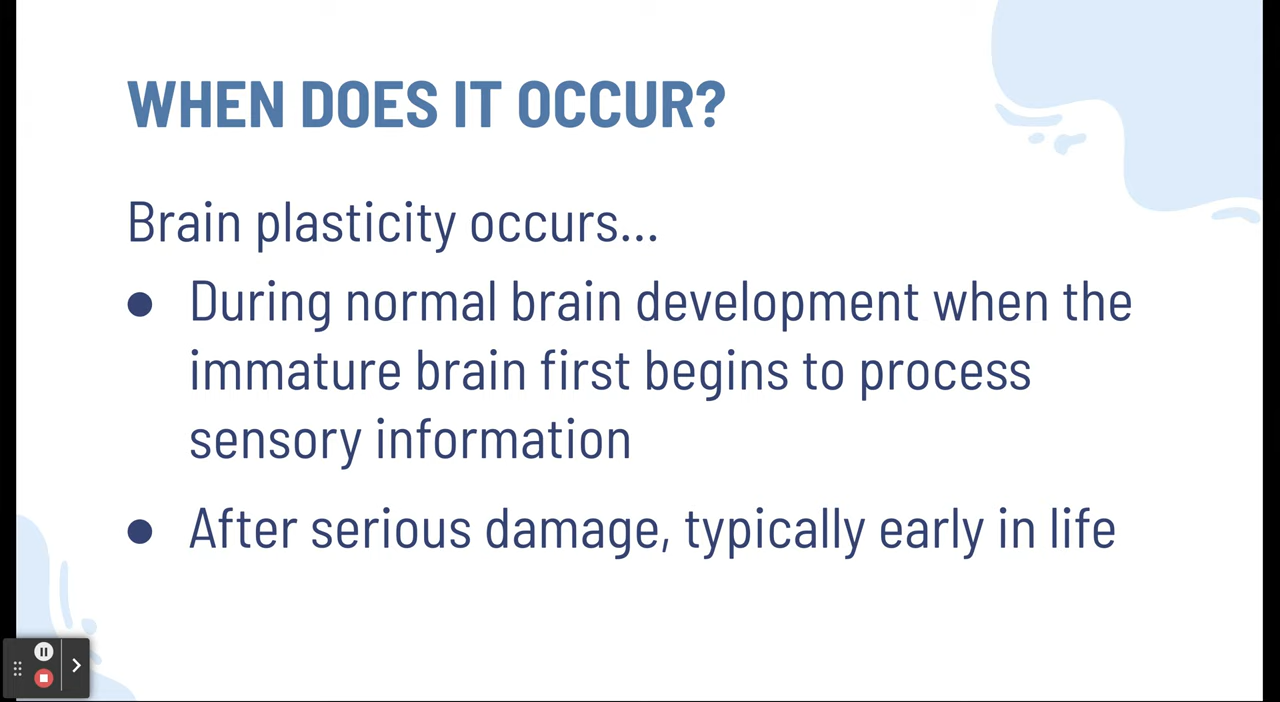 WHEN DOES IT OCCUR?
Brain plasticity occurs...
● During normal brain development when the
immature brain first begins to process
sensory information
● After serious damage, typically early in life